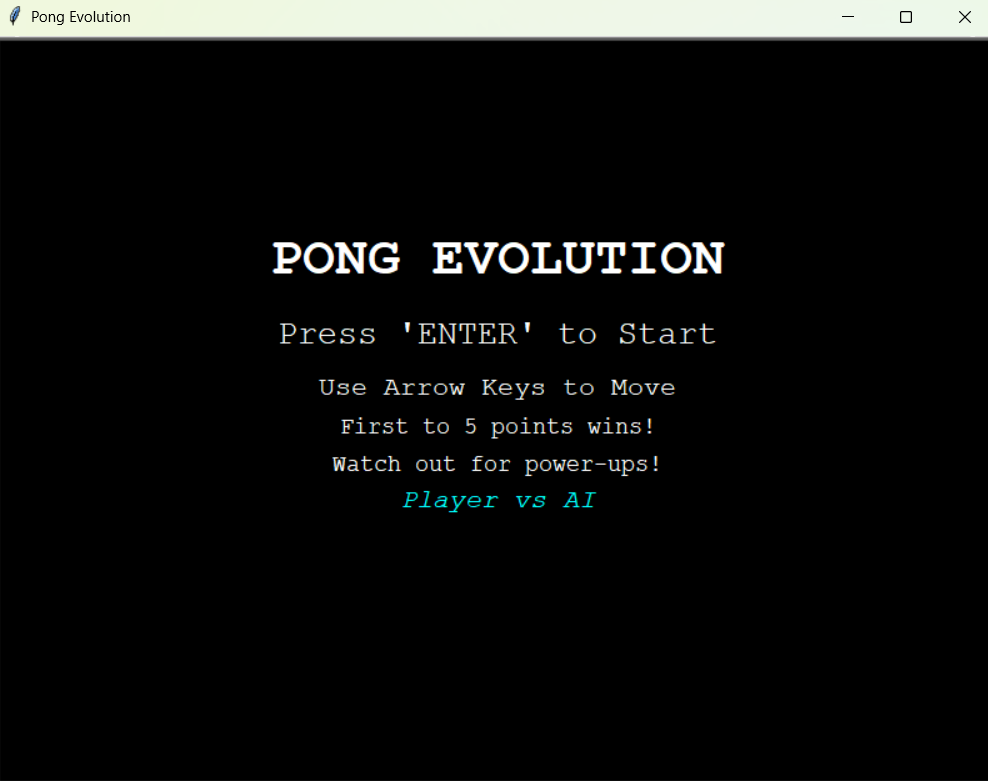 Pong Evolution
PONG EVOLUTION
Press 'ENTER' to Start
Use Arrow Keys to Move
First to 5 points wins!
Watch out for power-ups!
Player vs AI